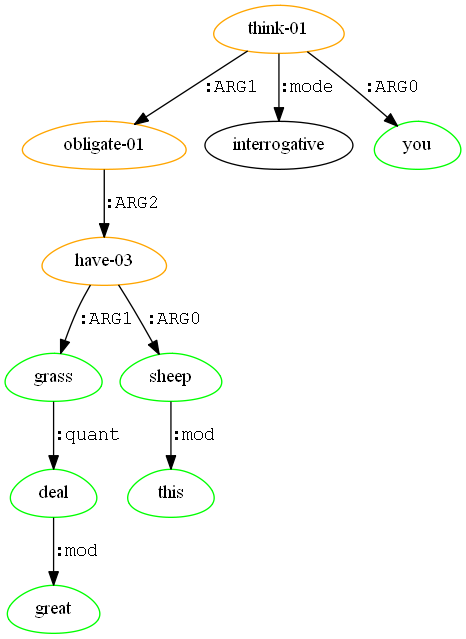 think-01
:ARG1 :mode :ARG0
obligate-01 interrogative you
:ARG2
have-03
:ARG1 :ARG0
grass sheep
:quant :mod
deal this
:mod
great